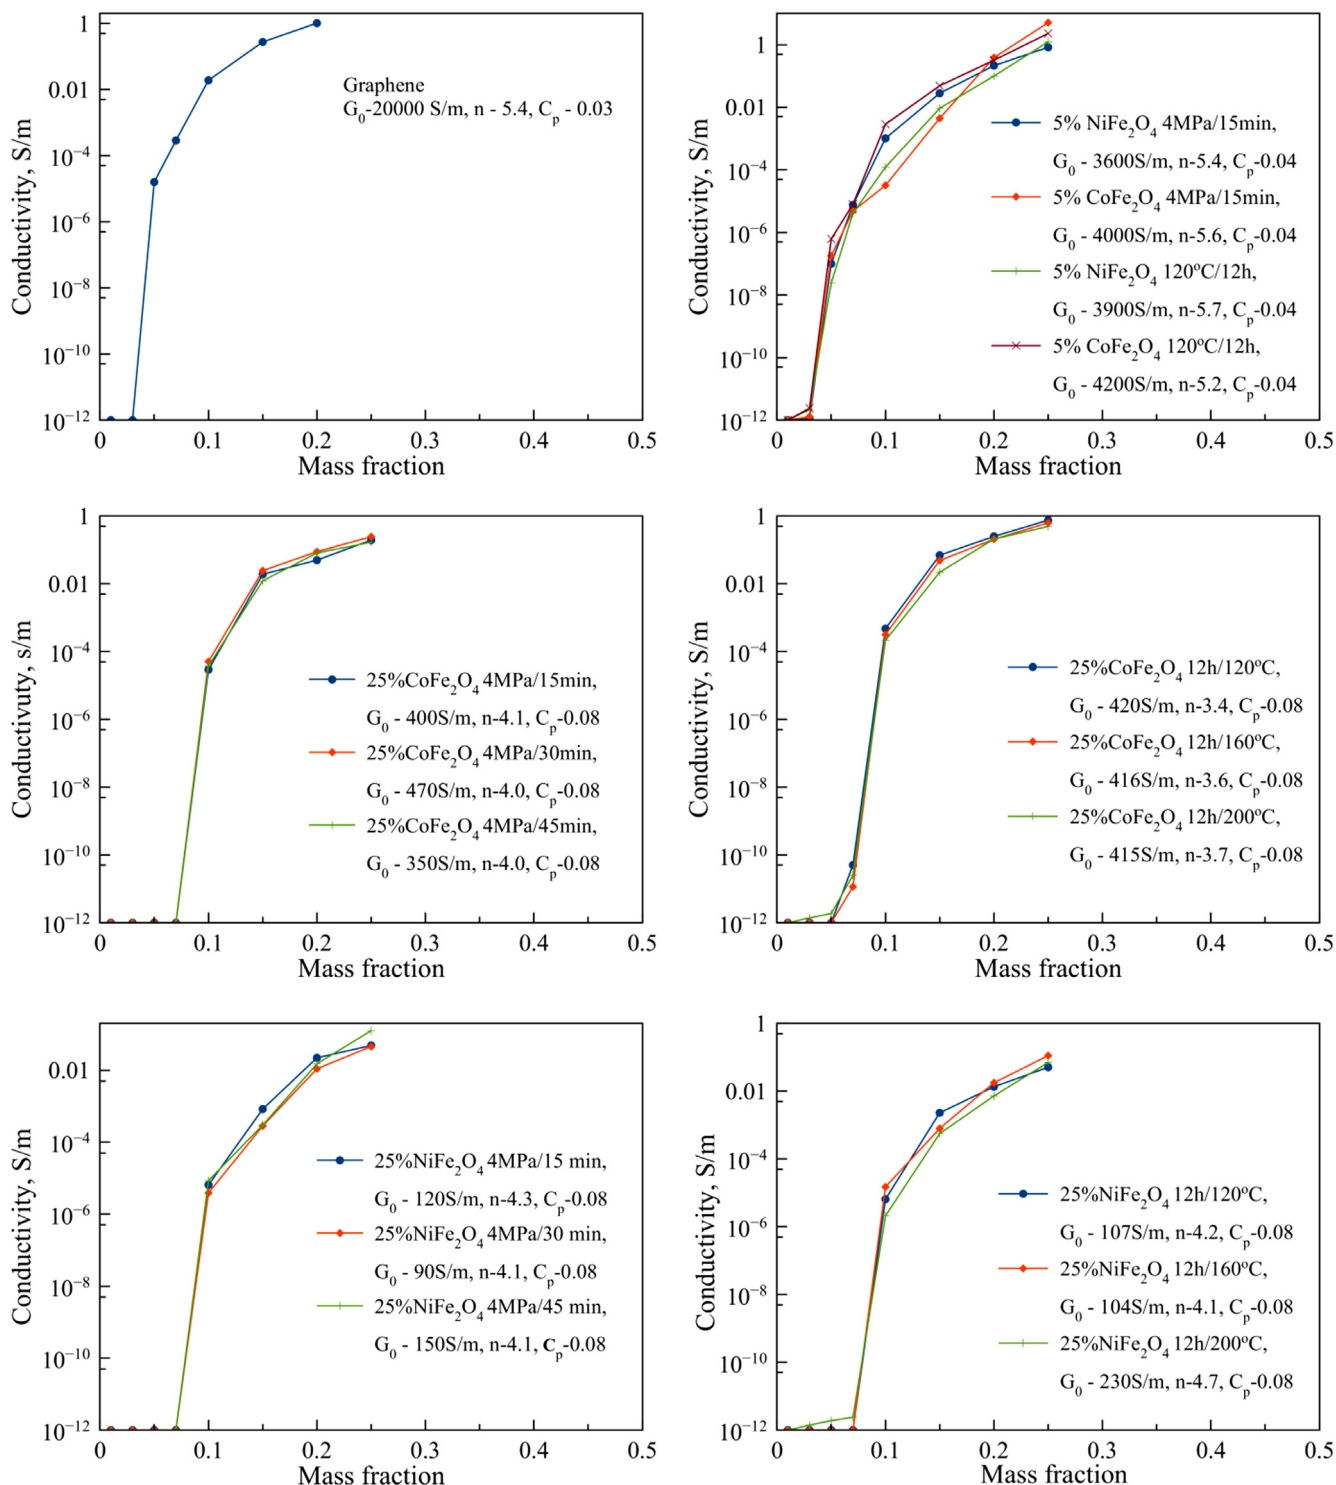 Conductivity, S/m
1
0.01
10⁻⁴
10⁻⁶
10⁻⁸
10⁻¹⁰
10⁻¹²
Graphene
G₀-20000 S/m, n - 5.4, Cₚ - 0.03
0 0.1 0.2 0.3 0.4 0.5
Mass fraction
Conductivity, S/m
1
0.01
10⁻⁴
10⁻⁶
10⁻⁸
10⁻¹⁰
10⁻¹²
5% NiFe₂O₄ 4MPa/15min,
G₀ - 3600S/m, n-5.4, Cₚ-0.04
5% CoFe₂O₄ 4MPa/15min,
G₀ - 4000S/m, n-5.6, Cₚ-0.04
5% NiFe₂O₄ 120ºC/12h,
G₀ - 3900S/m, n-5.7, Cₚ-0.04
5% CoFe₂O₄ 120ºC/12h,
G₀ - 4200S/m, n-5.2, Cₚ-0.04
0 0.1 0.2 0.3 0.4 0.5
Mass fraction
Conductivuty, s/m
1
0.01
10⁻⁴
10⁻⁶
10⁻⁸
10⁻¹⁰
10⁻¹²
25%CoFe₂O₄ 4MPa/15min,
G₀ - 400S/m, n-4.1, Cₚ-0.08
25%CoFe₂O₄ 4MPa/30min,
G₀ - 470S/m, n-4.0, Cₚ-0.08
25%CoFe₂O₄ 4MPa/45min,
G₀ - 350S/m, n-4.0, Cₚ-0.08
0 0.1 0.2 0.3 0.4 0.5
Mass fraction
Conductivity, S/m
1
0.01
10⁻⁴
10⁻⁶
10⁻⁸
10⁻¹⁰
10⁻¹²
25%CoFe₂O₄ 12h/120ºC,
G₀ - 420S/m, n-3.4, Cₚ-0.08
25%CoFe₂O₄ 12h/160ºC,
G₀ - 416S/m, n-3.6, Cₚ-0.08
25%CoFe₂O₄ 12h/200ºC,
G₀ - 415S/m, n-3.7, Cₚ-0.08
0 0.1 0.2 0.3 0.4 0.5
Mass fraction
Conductivity, S/m
0.01
10⁻⁴
10⁻⁶
10⁻⁸
10⁻¹⁰
10⁻¹²
25%NiFe₂O₄ 4MPa/15 min,
G₀ - 120S/m, n-4.3, Cₚ-0.08
25%NiFe₂O₄ 4MPa/30 min,
G₀ - 90S/m, n-4.1, Cₚ-0.08
25%NiFe₂O₄ 4MPa/45 min,
G₀ - 150S/m, n-4.1, cₚ-0.08
0 0.1 0.2 0.3 0.4 0.5
Mass fraction
Conductivity, S/m
1
0.01
10⁻⁴
10⁻⁶
10⁻⁸
10⁻¹⁰
10⁻¹²
25%NiFe₂O₄ 12h/120ºC,
G₀ - 107S/m, n-4.2, Cₚ-0.08
25%NiFe₂O₄ 12h/160ºC,
G₀ - 104S/m, n-4.1, Cₚ-0.08
25%NiFe₂O₄ 12h/200ºC,
G₀ - 230S/m, n-4.7, Cₚ-0.08
0 0.1 0.2 0.3 0.4 0.5
Mass fraction